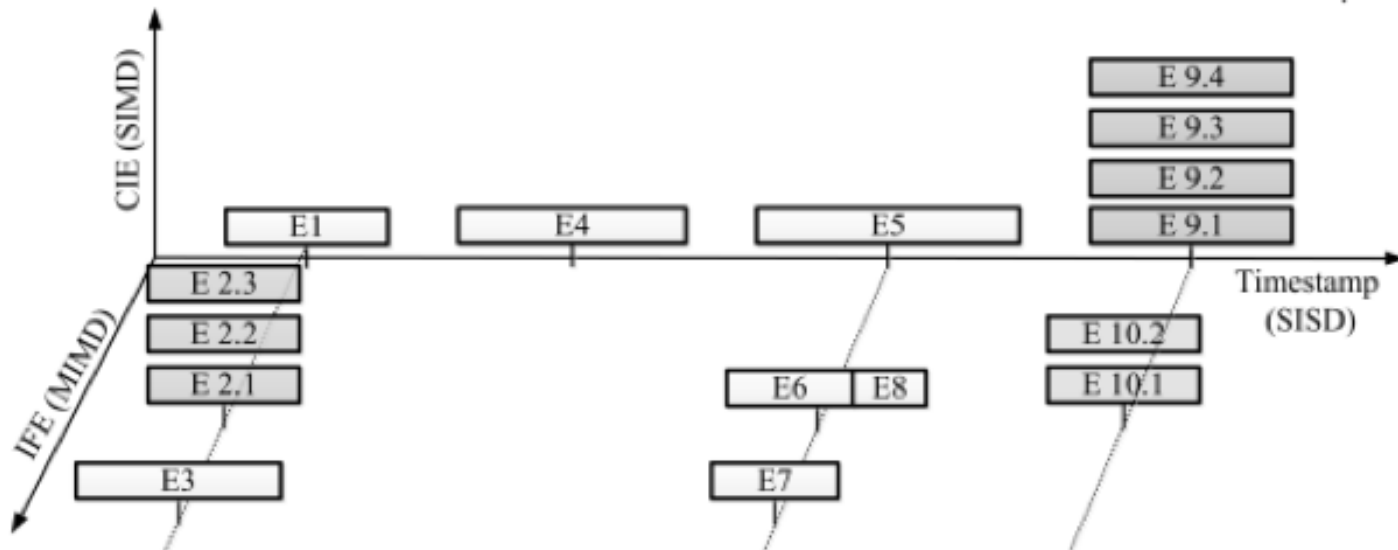 CIE (SIMD)
E 9.4
E 9.3
E 9.2
E1
E4
E5
E 9.1
E 2.3
Timestamp
(SISD)
E 2.2
E 10.2
IFE (MIMD)
E 2.1
E6
E8
E 10.1
E3
E7